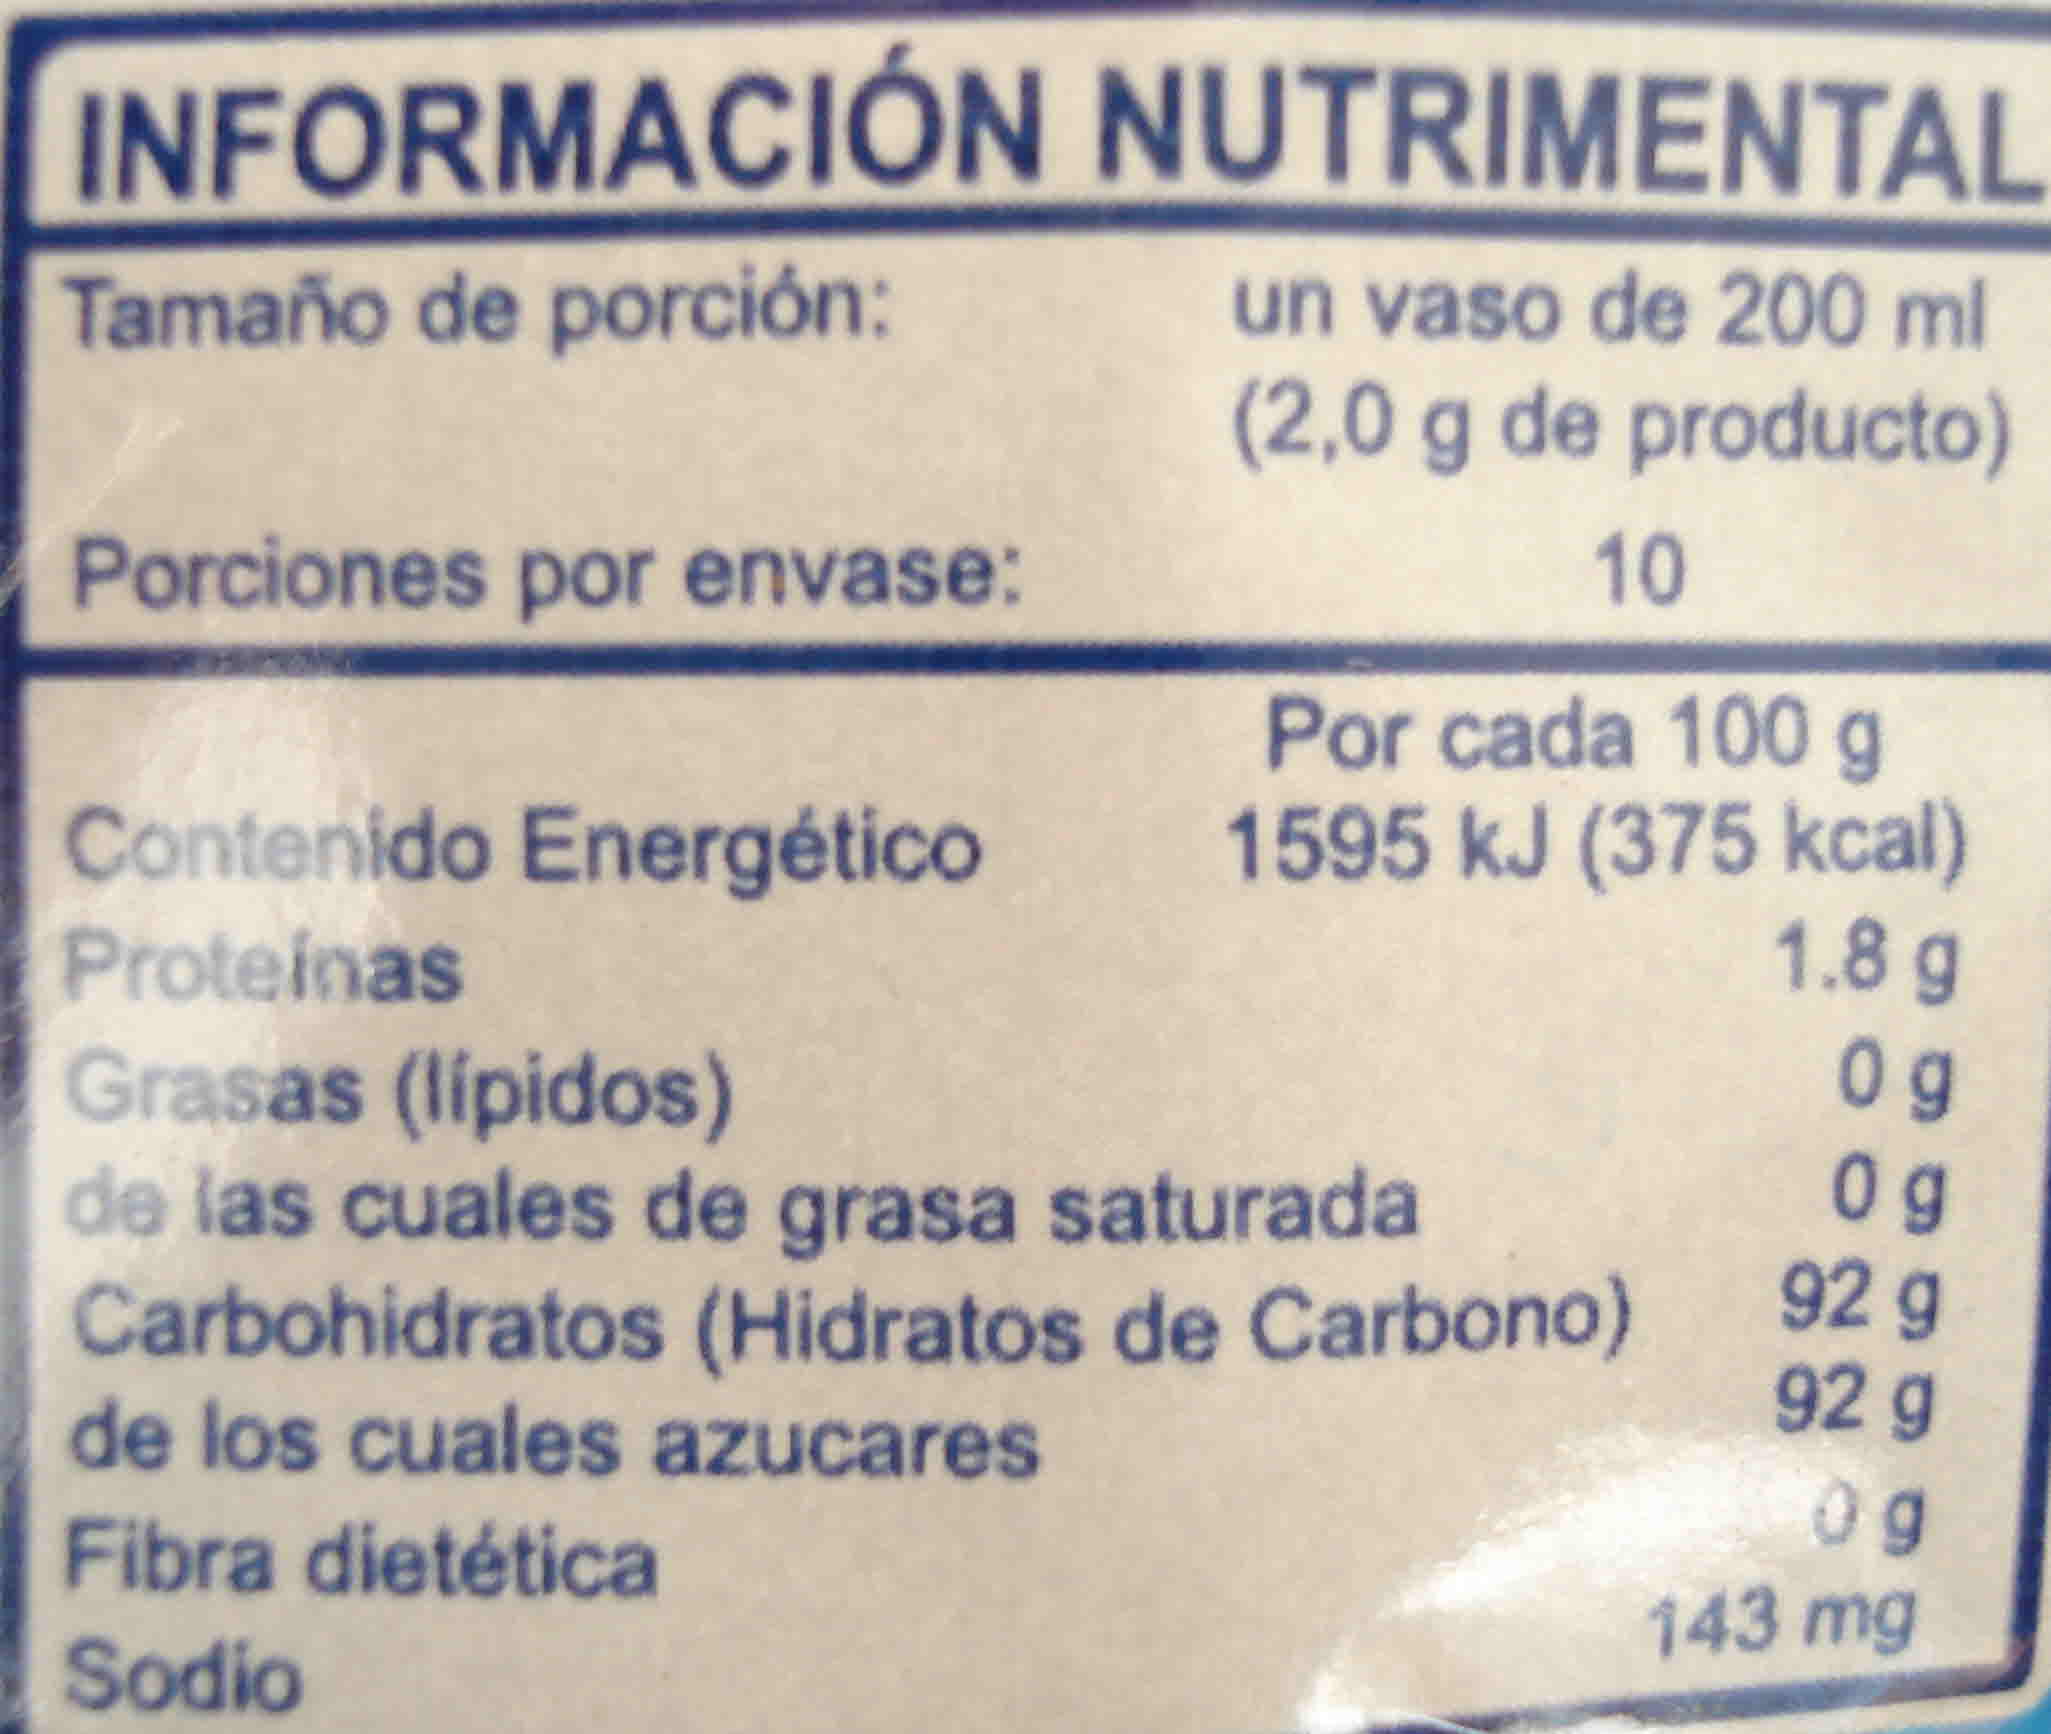 INFORMACIÓN NUTRIMENTAL
Tamaño de porción: un vaso de 200 ml
(2,0 g de producto)
Porciones por envase: 10
Por cada 100 g
Contenido Energético 1595 kJ (375 kcal)
Proteínas 1.8 g
Grasas (lípidos) 0 g
de las cuales de grasa saturada 0 g
Carbohidratos (Hidratos de Carbono) 92 g
de los cuales azucares 92 g
Fibra dietética 0 g
Sodio 143 mg